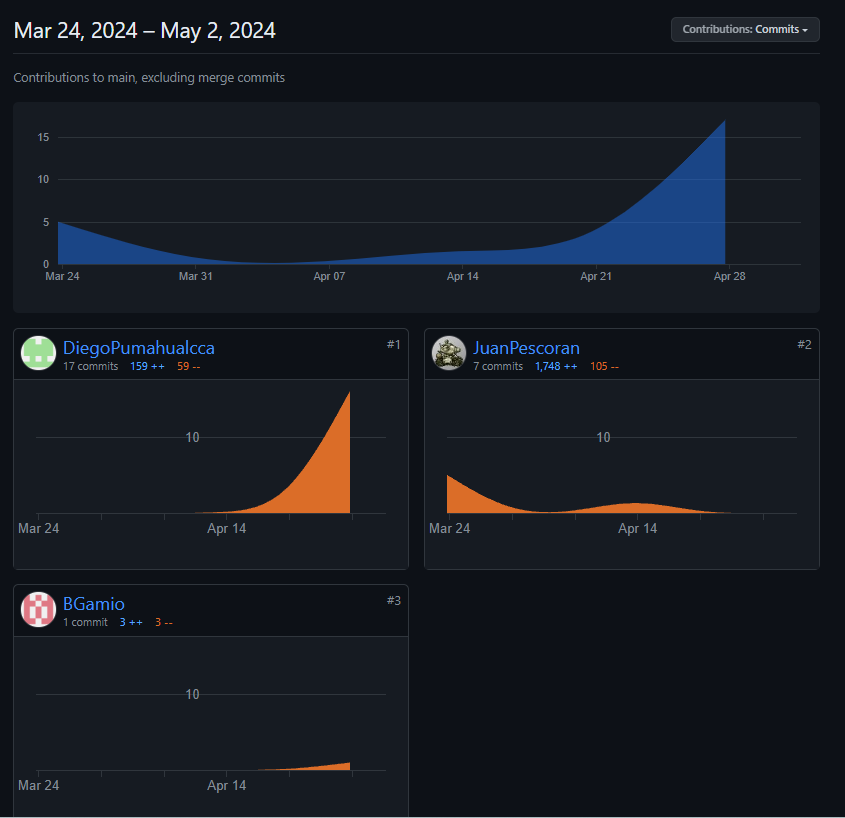 Mar 24, 2024 – May 2, 2024
Contributions: Commits
Contributions to main, excluding merge commits
15
10
5
0
Mar 24 Mar 31 Apr 07 Apr 14 Apr 21 Apr 28
DiegoPumahualcca #1
17 commits 159 ++ 59 --
10
Mar 24 Apr 14
JuanPescoran #2
7 commits 1,748 ++ 105 --
10
Mar 24 Apr 14
BGamio #3
1 commit 3 ++ 3 --
10
Mar 24 Apr 14